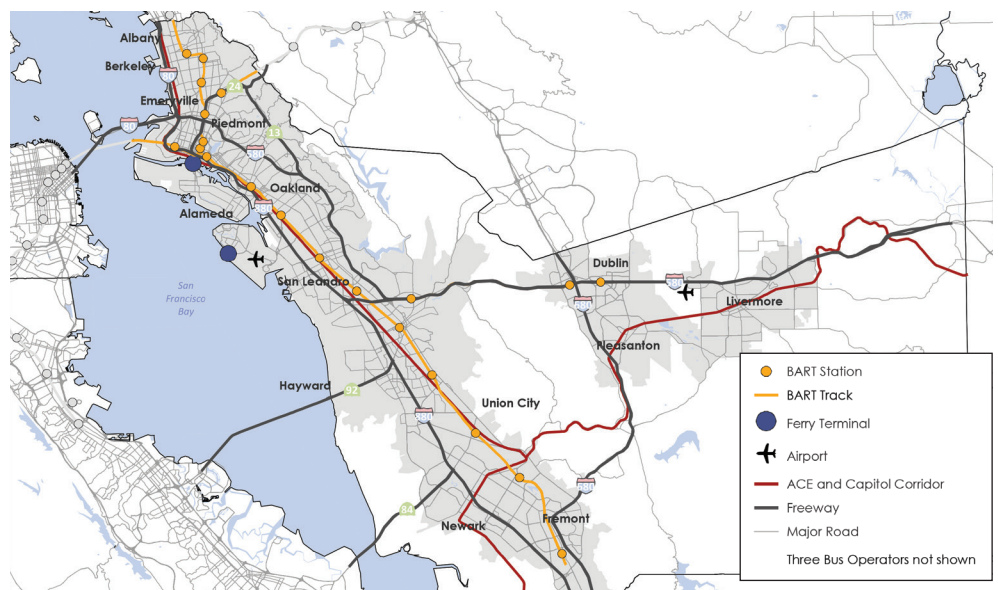 Albany
Berkeley
Emeryville
24
Piedmont
13
Oakland
Alameda
San Leandro
San
Francisco
Bay
Dublin
Livermore
Pleasanton
Hayward
92
Union City
84
Newark
Fremont
BART Station
BART Track
Ferry Terminal
Airport
ACE and Capitol Corridor
Freeway
Major Road
Three Bus Operators not shown